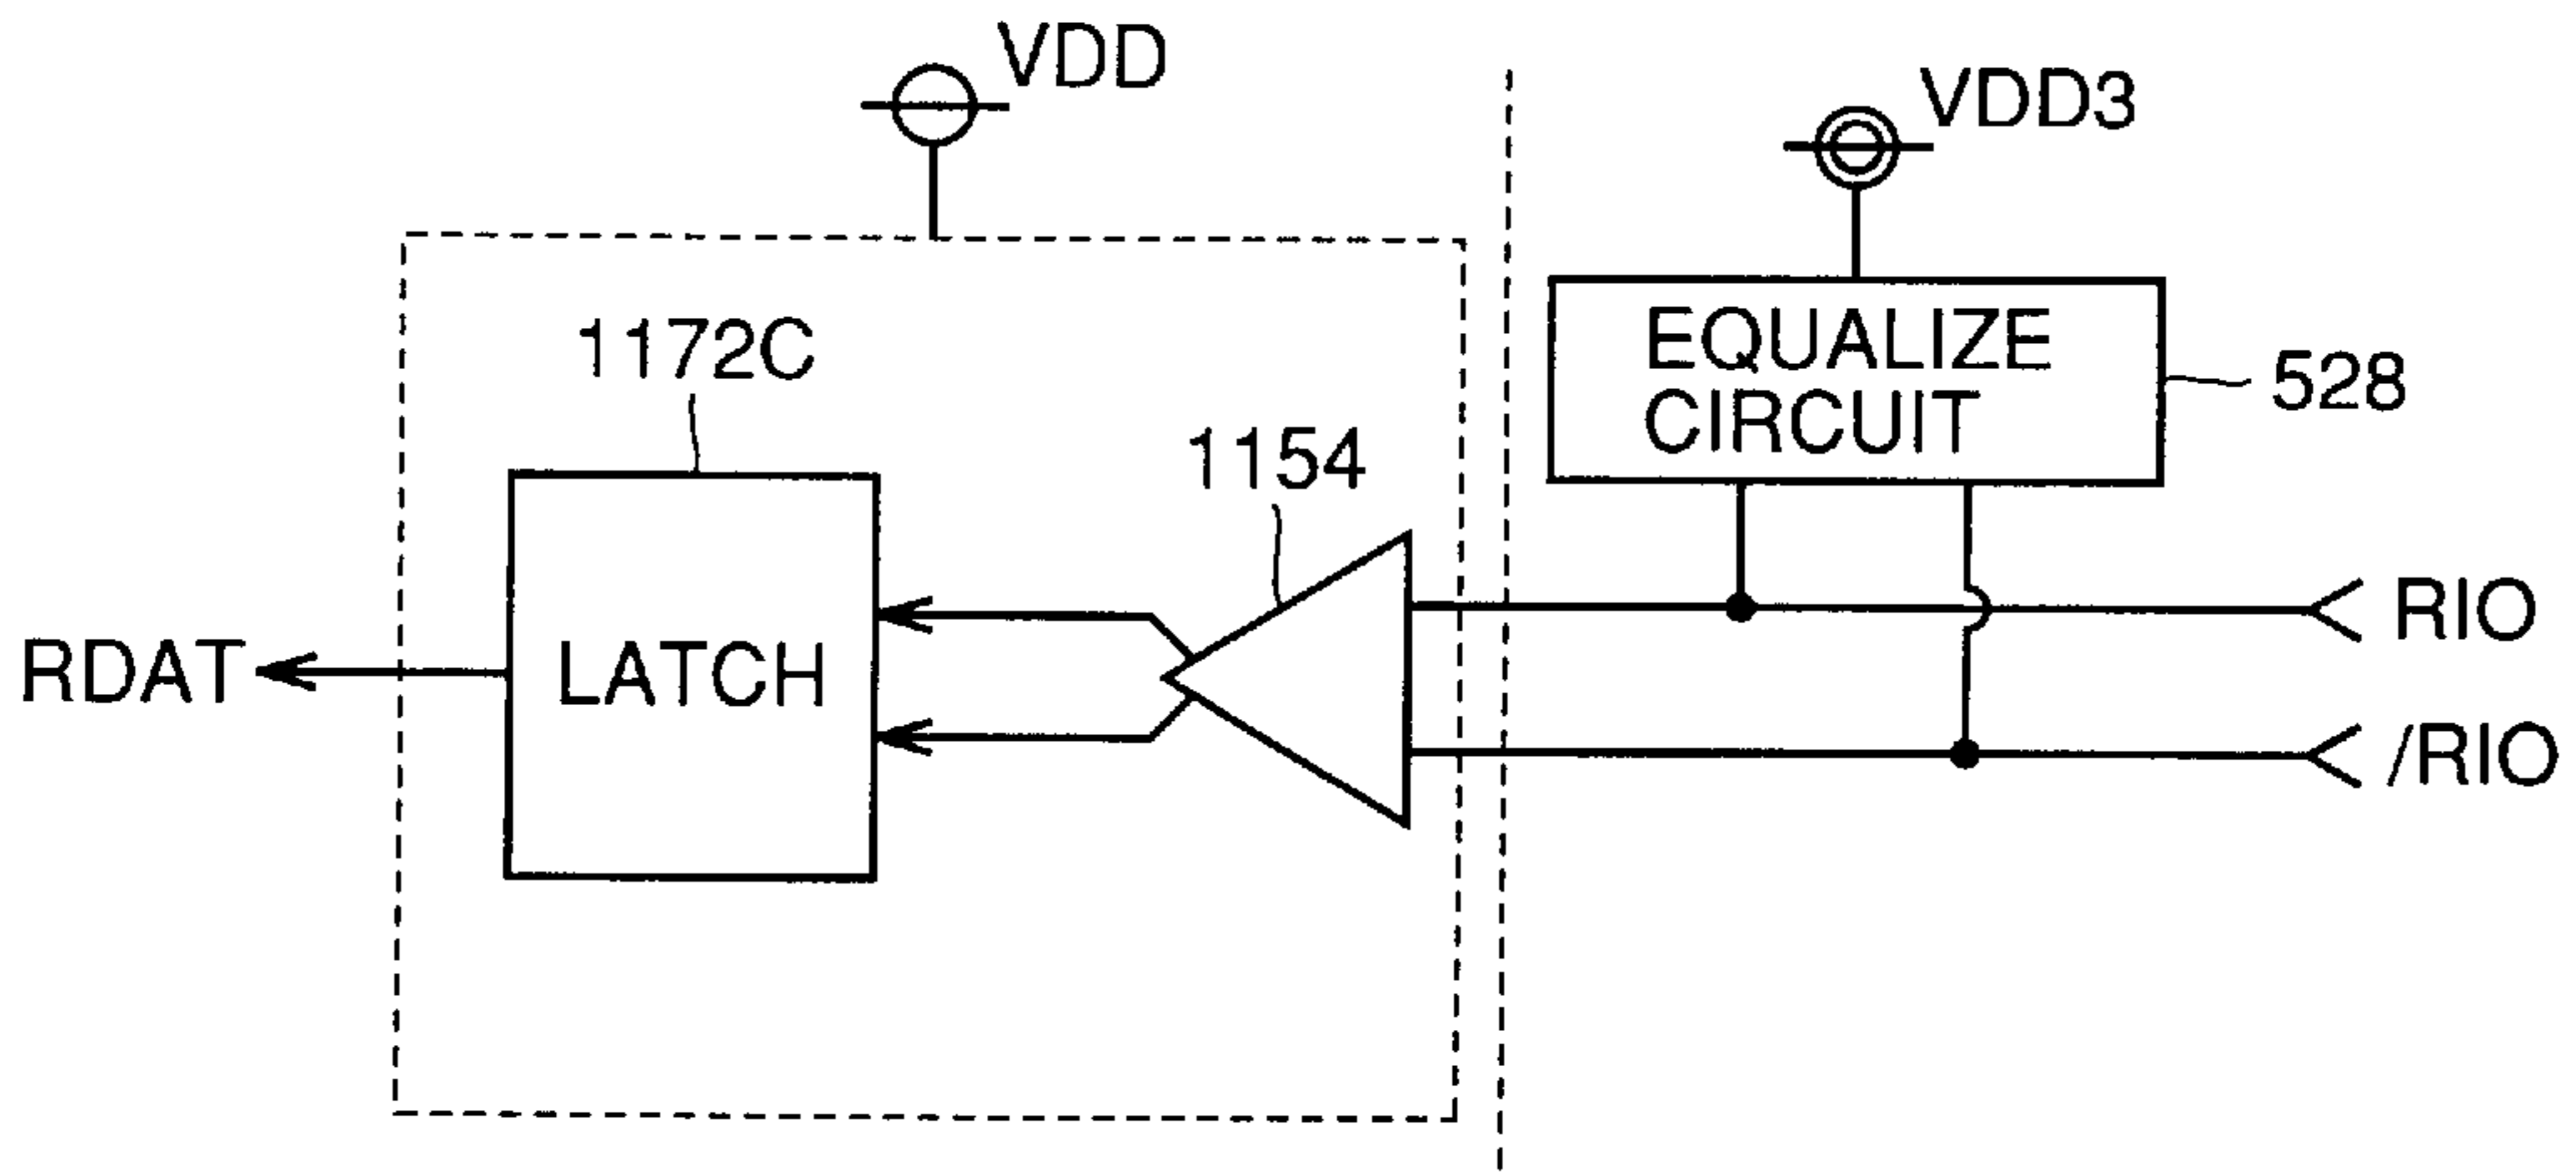 VDD
VDD3
1172C
1154
EQUALIZE
CIRCUIT
528
RDAT
LATCH
RIO
/RIO